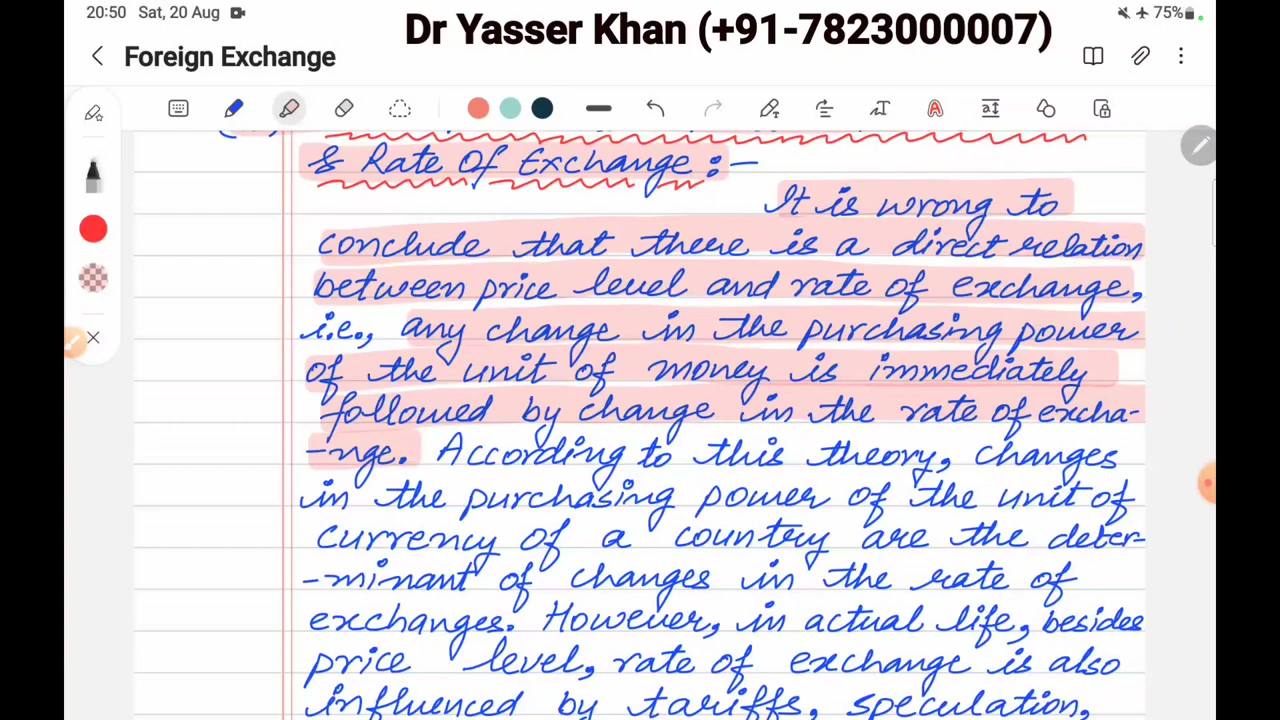 20:50 Sat, 20 Aug
75%
Dr Yasser Khan (+91-7823000007)
Foreign Exchange
& Rate Of Exchange :-
It is wrong to
conclude that there is a direct relation
between price level and rate of exchange,
i.e., any change in the purchasing power
of the unit of money is immediately
followed by change in the rate of excha-
-nge. According to this theory, changes
in the purchasing power of the unit of
currency of a country are the deter-
-minant of changes in the rate of
exchanges. However, in actual life, besides
price level, rate of exchange is also
influenced by tariffs, speculation,